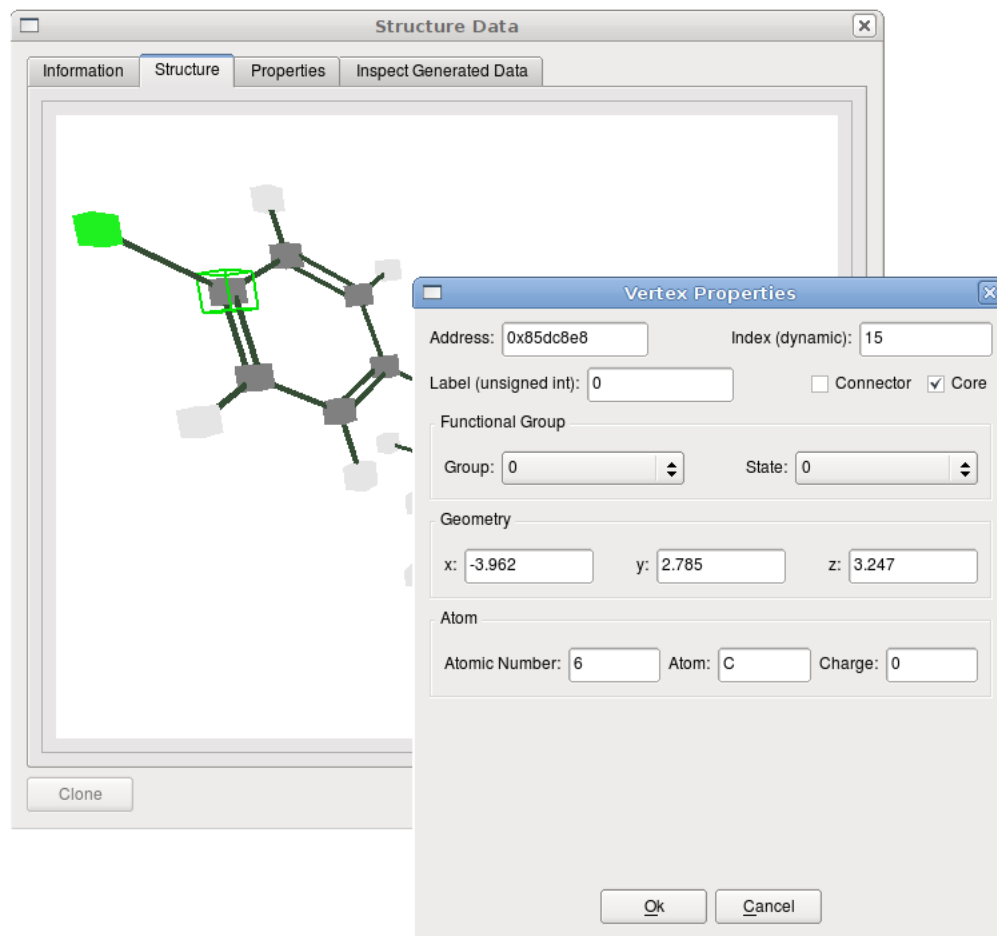 Structure Data
Information Structure Properties Inspect Generated Data
Vertex Properties
Address: 0x85dc8e8 Index (dynamic): 15
Label (unsigned int): 0 Connector Core
Functional Group
Group: 0 State: 0
Geometry
x: -3.962 y: 2.785 z: 3.247
Atom
Atomic Number: 6 Atom: C Charge: 0
Clone
Ok Cancel